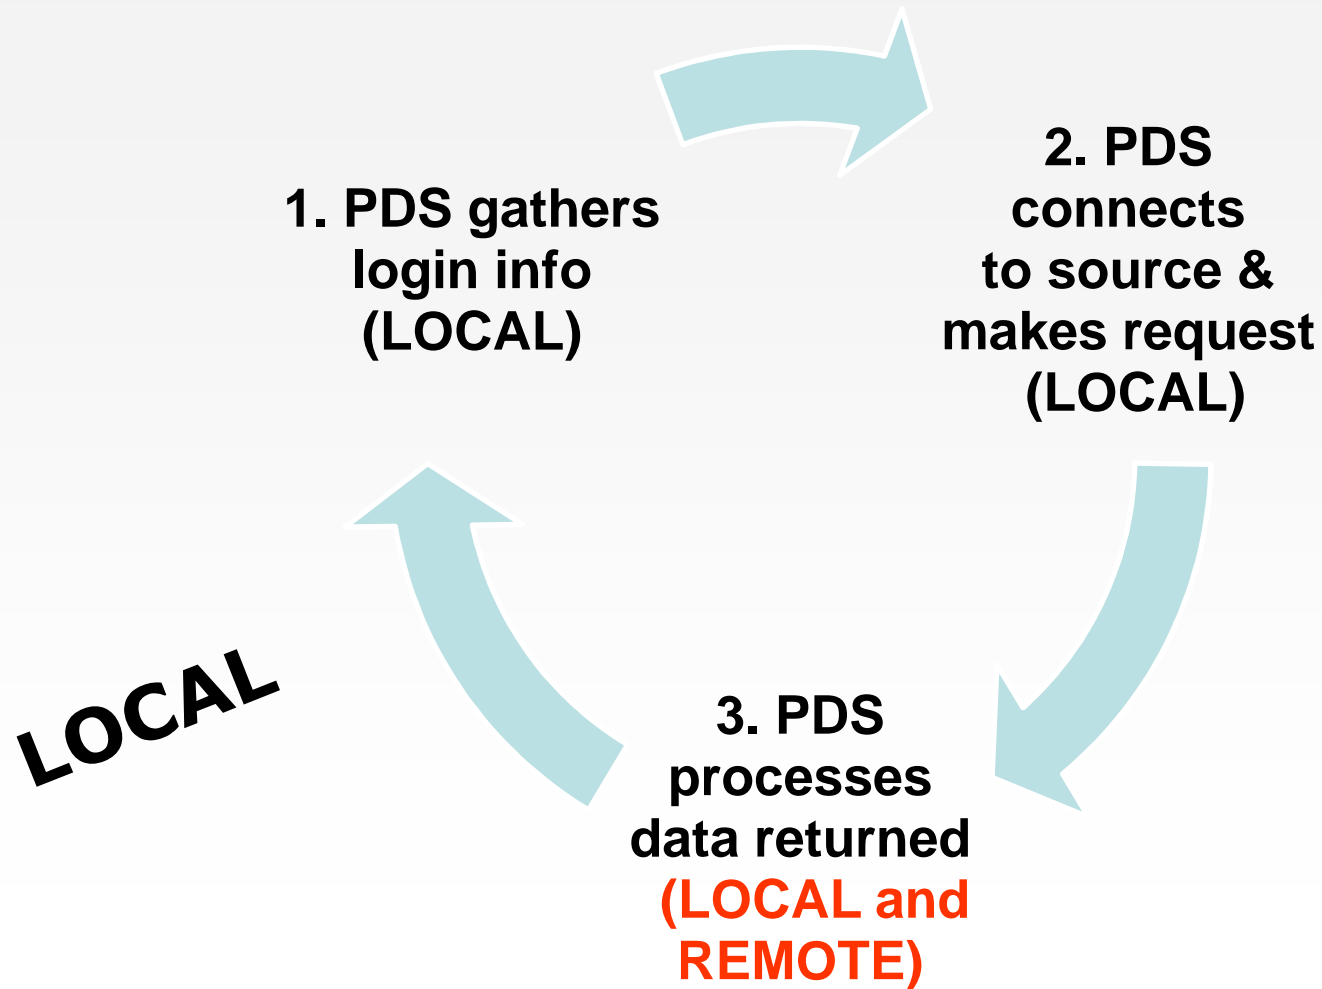 1. PDS gathers
login info
(LOCAL)
2. PDS
connects
to source &
makes request
(LOCAL)
3. PDS
processes
data returned
(LOCAL and
REMOTE)
LOCAL